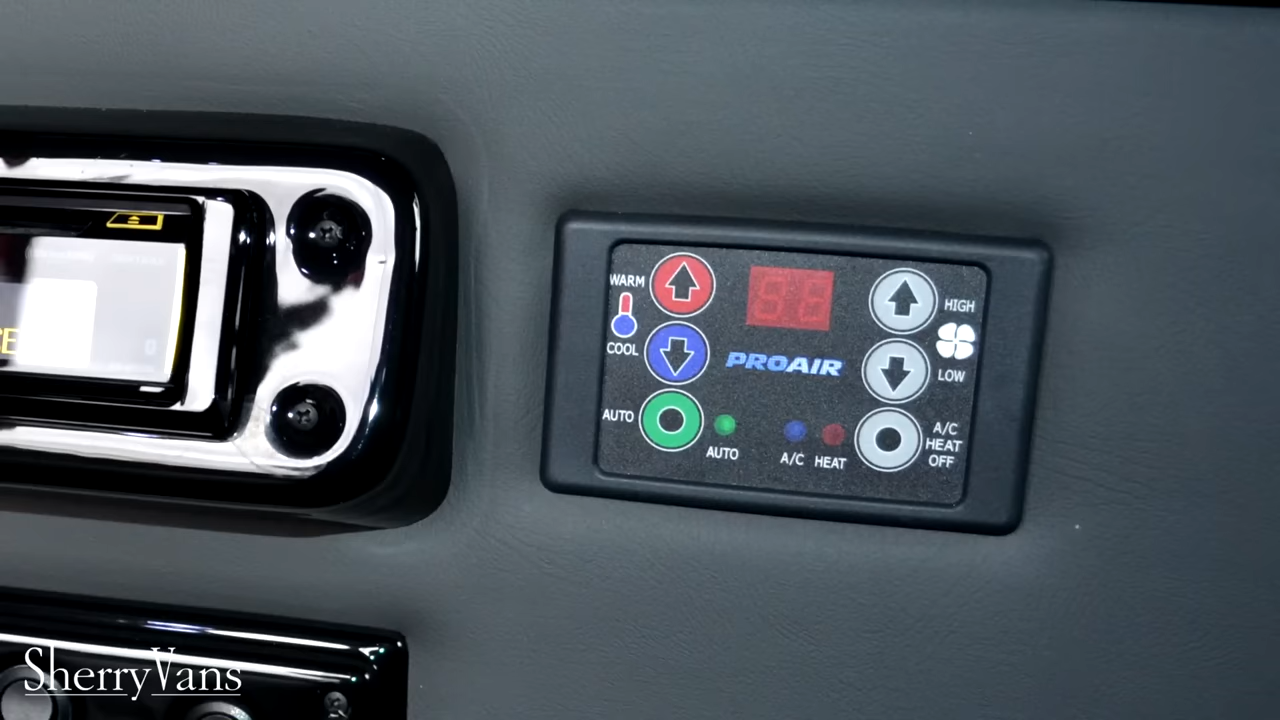 WARM
COOL
AUTO
PROAIR
AUTO
A/C HEAT
HIGH
LOW
A/C
HEAT
OFF
SherryVans